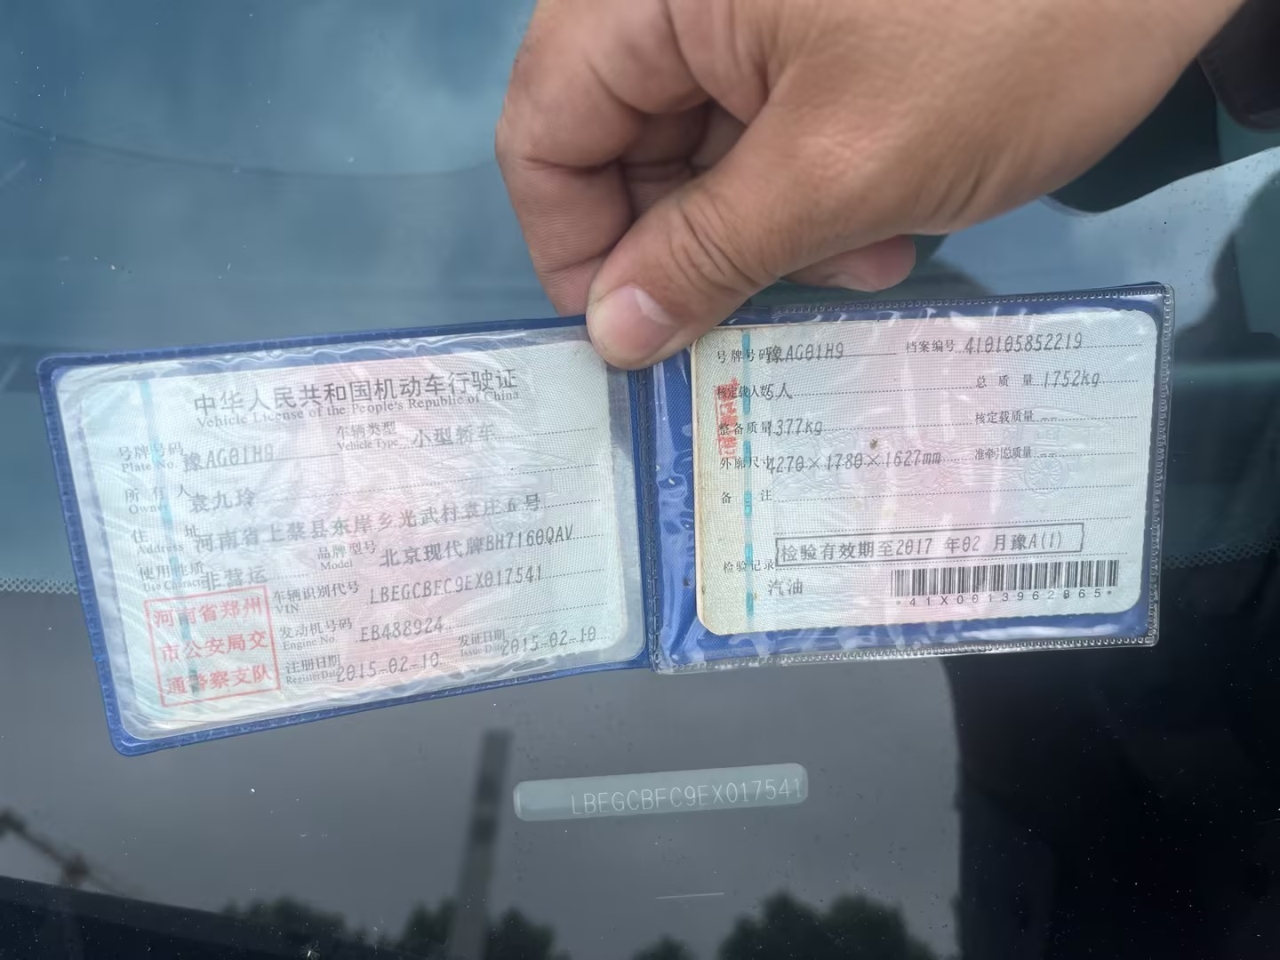 中华人民共和国机动车行驶证
Vehicle License of the People's Republic of China
号牌号码 豫AG01H9 车辆类型 小型轿车
Plate No. Vehicle Type
所有人 袁九玲
Owner
住址 河南省上蔡县东岸乡光武村袁庄6号
Address
使用性质 非营运 品牌型号 北京现代牌BH7160QAV
Use Character Model
车辆识别代号 LBEGCBFC9EX017541
VIN
发动机号码 EB488924
Engine No.
注册日期 2015-02-10 发证日期 2015-02-10
Register Date Issue Date
河南省郑州
市公安局交
通警察支队
号牌号码 豫AG01H9 档案编号 410105852219
核定载人数 5人 总质量 1752kg
整备质量 1377kg 核定载质量
外廓尺寸 4270×1780×1627mm 准牵引总质量
备注
检验记录 检验有效期至2017 年02 月豫A(1)
汽油
*41X0013962865*
LBEGCBFC9EX017541